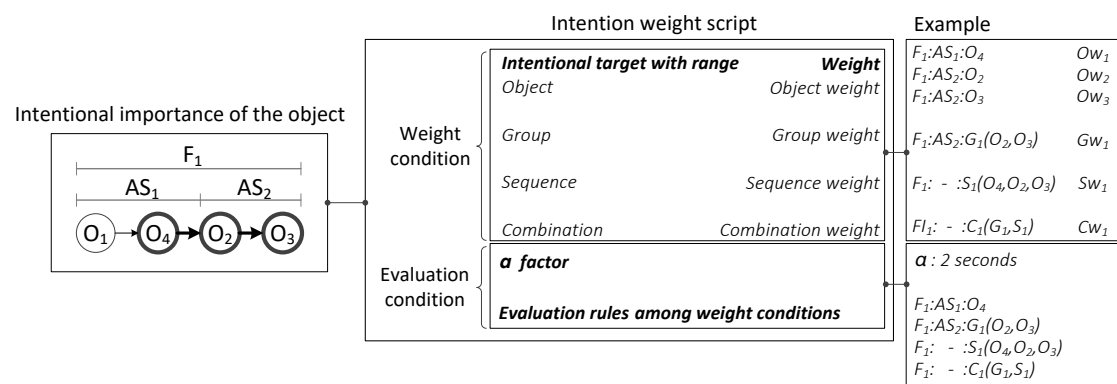 Intention weight script
Example
Intentional importance of the object
F₁
AS₁ AS₂
O₁ O₄ O₂ O₃
Weight
condition
Intentional target with range Weight
Object Object weight
Group Group weight
Sequence Sequence weight
Combination Combination weight
F₁:AS₁:O₄ Ow₁
F₁:AS₂:O₂ Ow₂
F₁:AS₂:O₃ Ow₃
F₁:AS₂:G₁(O₂,O₃) Gw₁
F₁: - :S₁(O₄,O₂,O₃) Sw₁
FI₁: - :C₁(G₁,S₁) Cw₁
Evaluation
condition
α factor
Evaluation rules among weight conditions
α : 2 seconds
F₁:AS₁:O₄
F₁:AS₂:G₁(O₂,O₃)
F₁: - :S₁(O₄,O₂,O₃)
F₁: - :C₁(G₁,S₁)